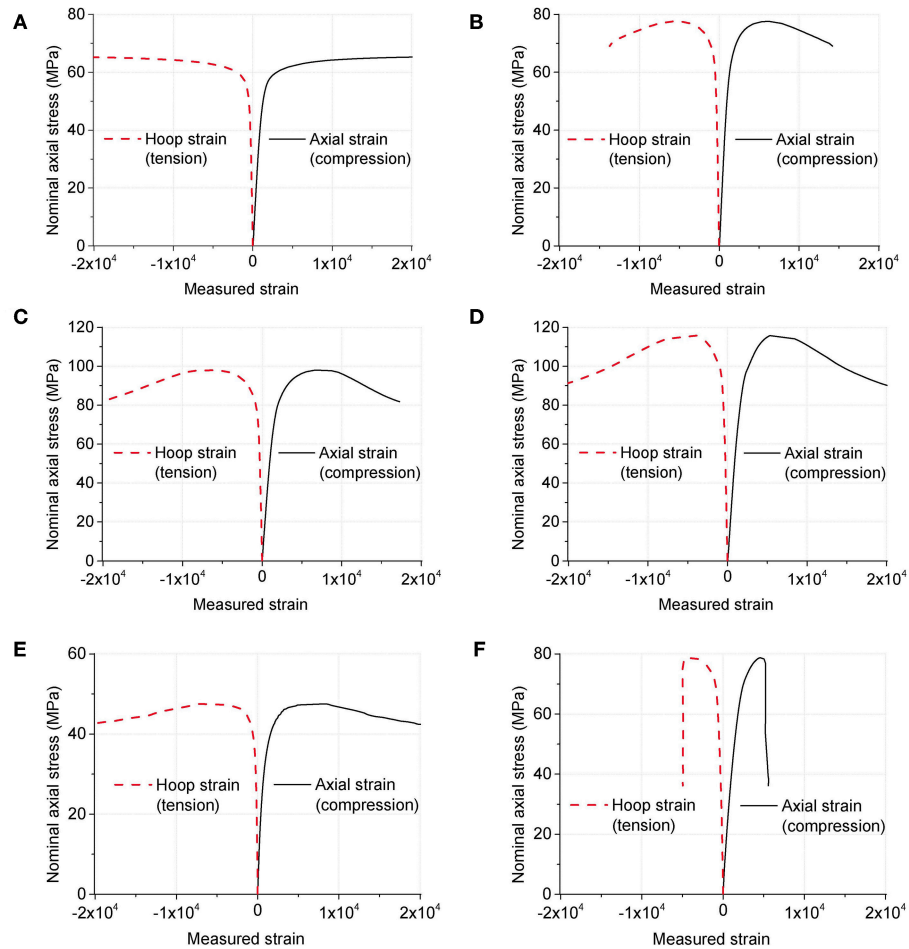 A
Nominal axial stress (MPa)
80
60
40
20
0
Hoop strain
(tension)
Axial strain
(compression)
-2x10⁴ -1x10⁴ 0 1x10⁴ 2x10⁴
Measured strain
B
Nominal axial stress (MPa)
80
60
40
20
0
Hoop strain
(tension)
Axial strain
(compression)
-2x10⁴ -1x10⁴ 0 1x10⁴ 2x10⁴
Measured strain
C
Nominal axial stress (MPa)
120
100
80
60
40
20
0
Hoop strain
(tension)
Axial strain
(compression)
-2x10⁴ -1x10⁴ 0 1x10⁴ 2x10⁴
Measured strain
D
Nominal axial stress (MPa)
120
100
80
60
40
20
0
Hoop strain
(tension)
Axial strain
(compression)
-2x10⁴ -1x10⁴ 0 1x10⁴ 2x10⁴
Measured strain
E
Nominal axial stress (MPa)
60
40
20
0
Hoop strain
(tension)
Axial strain
(compression)
-2x10⁴ -1x10⁴ 0 1x10⁴ 2x10⁴
Measured strain
F
Nominal axial stress (MPa)
80
60
40
20
0
Hoop strain
(tension)
Axial strain
(compression)
-2x10⁴ -1x10⁴ 0 1x10⁴ 2x10⁴
Measured strain